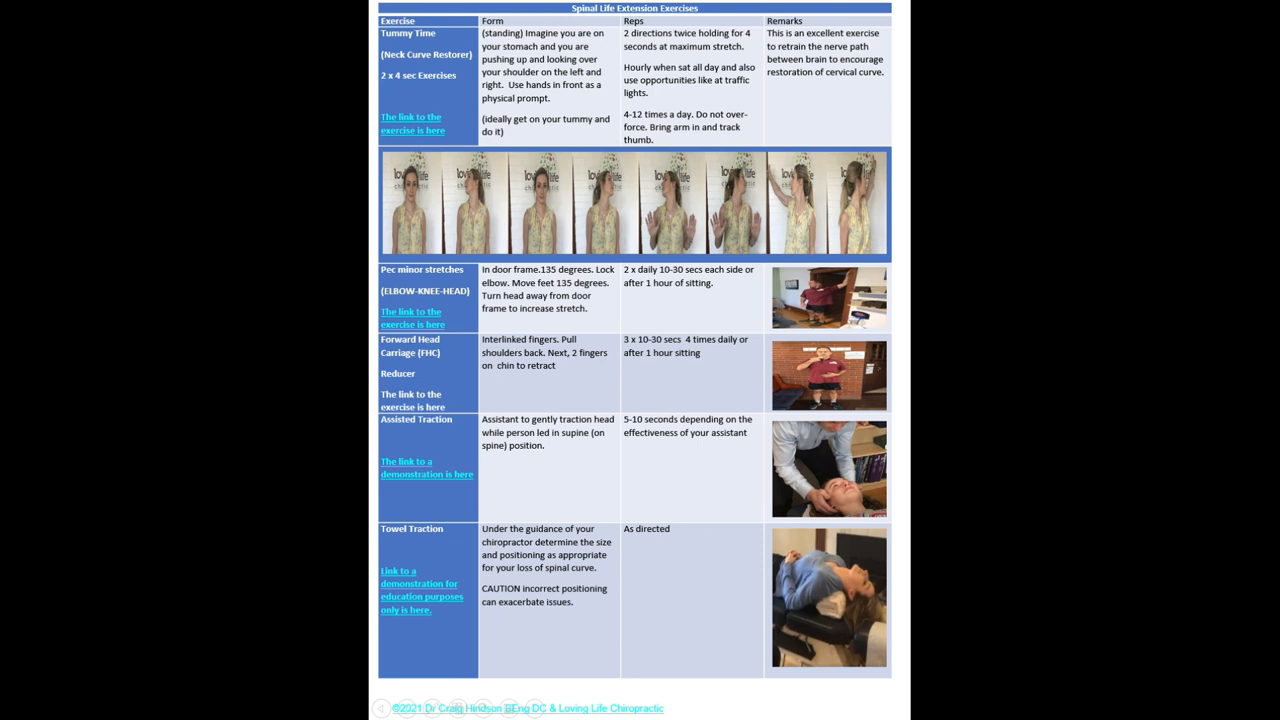 Spinal Life Extension Exercises
Exercise
Form
Reps
Remarks
Tummy Time
(Neck Curve Restorer)
2 x 4 sec Exercises
The link to the
exercise is here
(standing) Imagine you are on
your stomach and you are
pushing up and looking over
your shoulder on the left and
right. Use hands in front as a
physical prompt.
(ideally get on your tummy and
do it)
2 directions twice holding for 4
seconds at maximum stretch.
Hourly when sat all day and also
use opportunities like at traffic
lights.
4-12 times a day. Do not over-
force. Bring arm in and track
thumb.
This is an excellent exercise
to retrain the nerve path
between brain to encourage
restoration of cervical curve.
Pec minor stretches
(ELBOW-KNEE-HEAD)
The link to the
exercise is here
In door frame.135 degrees. Lock
elbow. Move feet 135 degrees.
Turn head away from door
frame to increase stretch.
2 x daily 10-30 secs each side or
after 1 hour of sitting.
Forward Head
Carriage (FHC)
Reducer
The link to the
exercise is here
Interlinked fingers. Pull
shoulders back. Next, 2 fingers
on chin to retract
3 x 10-30 secs 4 times daily or
after 1 hour sitting
Assisted Traction
The link to a
demonstration is here
Assistant to gently traction head
while person led in supine (on
spine) position.
5-10 seconds depending on the
effectiveness of your assistant
Towel Traction
Link to a
demonstration for
education purposes
only is here.
Under the guidance of your
chiropractor determine the size
and positioning as appropriate
for your loss of spinal curve.
CAUTION incorrect positioning
can exacerbate issues.
As directed
©2021 Dr Craig Hindson BEng DC & Loving Life Chiropractic